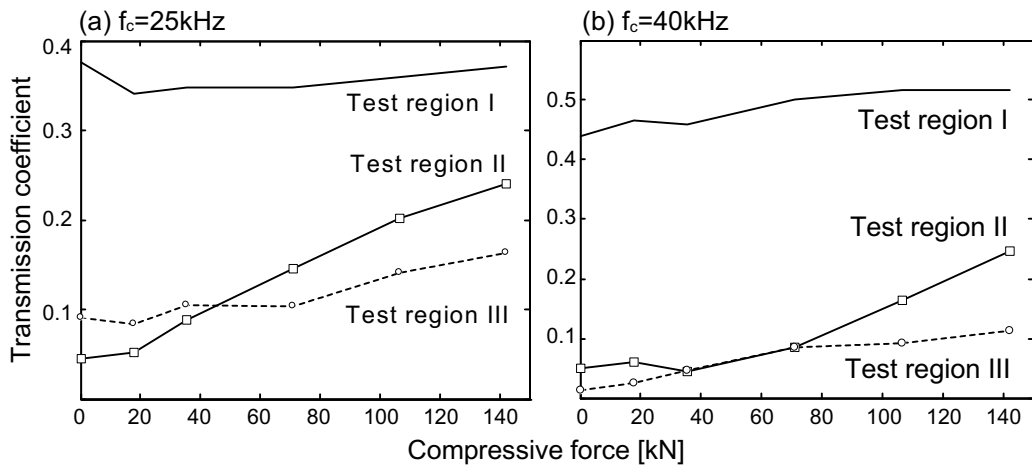 (a) f꜀=25kHz
(b) f꜀=40kHz
Transmission coefficient
0.4
0.3
0.2
0.1
Test region I
Test region II
Test region III
0 20 40 60 80 100 120 140
0.5
0.4
0.3
0.2
0.1
Test region I
Test region II
Test region III
0 20 40 60 80 100 120 140
Compressive force [kN]